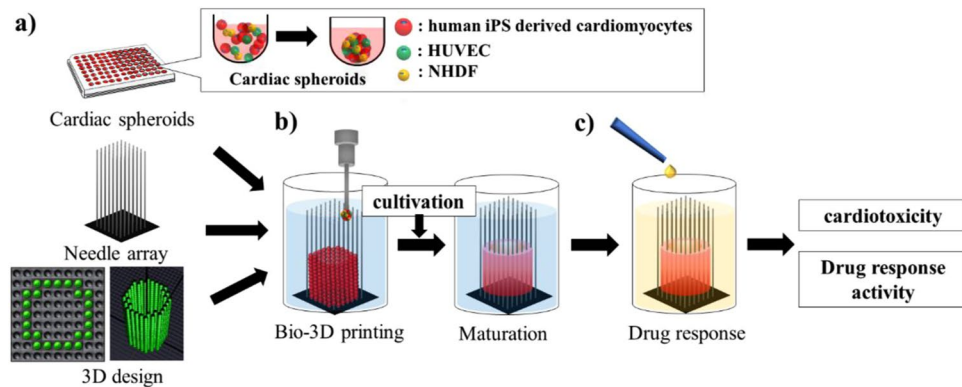 a)
: human iPS derived cardiomyocytes
: HUVEC
: NHDF
Cardiac spheroids
Cardiac spheroids
Needle array
3D design
b)
cultivation
Bio-3D printing
Maturation
c)
Drug response
cardiotoxicity
Drug response
activity